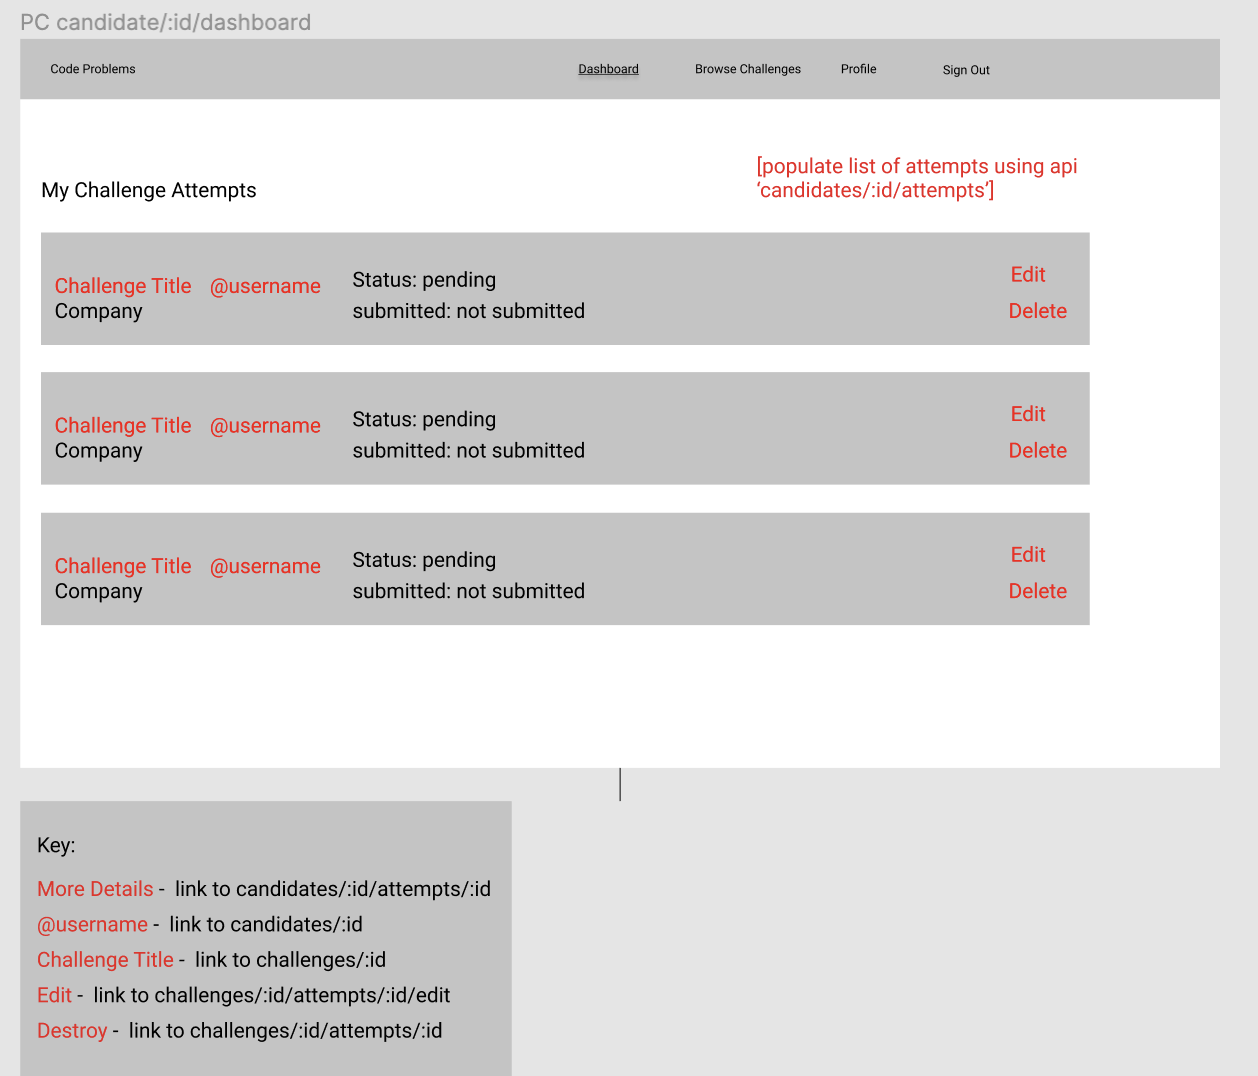 PC candidate/:id/dashboard
Code Problems Dashboard Browse Challenges Profile Sign Out
[populate list of attempts using api
‘candidates/:id/attempts’]
My Challenge Attempts
Challenge Title @username Status: pending Edit
Company submitted: not submitted Delete
Challenge Title @username Status: pending Edit
Company submitted: not submitted Delete
Challenge Title @username Status: pending Edit
Company submitted: not submitted Delete
Key:
More Details - link to candidates/:id/attempts/:id
@username - link to candidates/:id
Challenge Title - link to challenges/:id
Edit - link to challenges/:id/attempts/:id/edit
Destroy - link to challenges/:id/attempts/:id